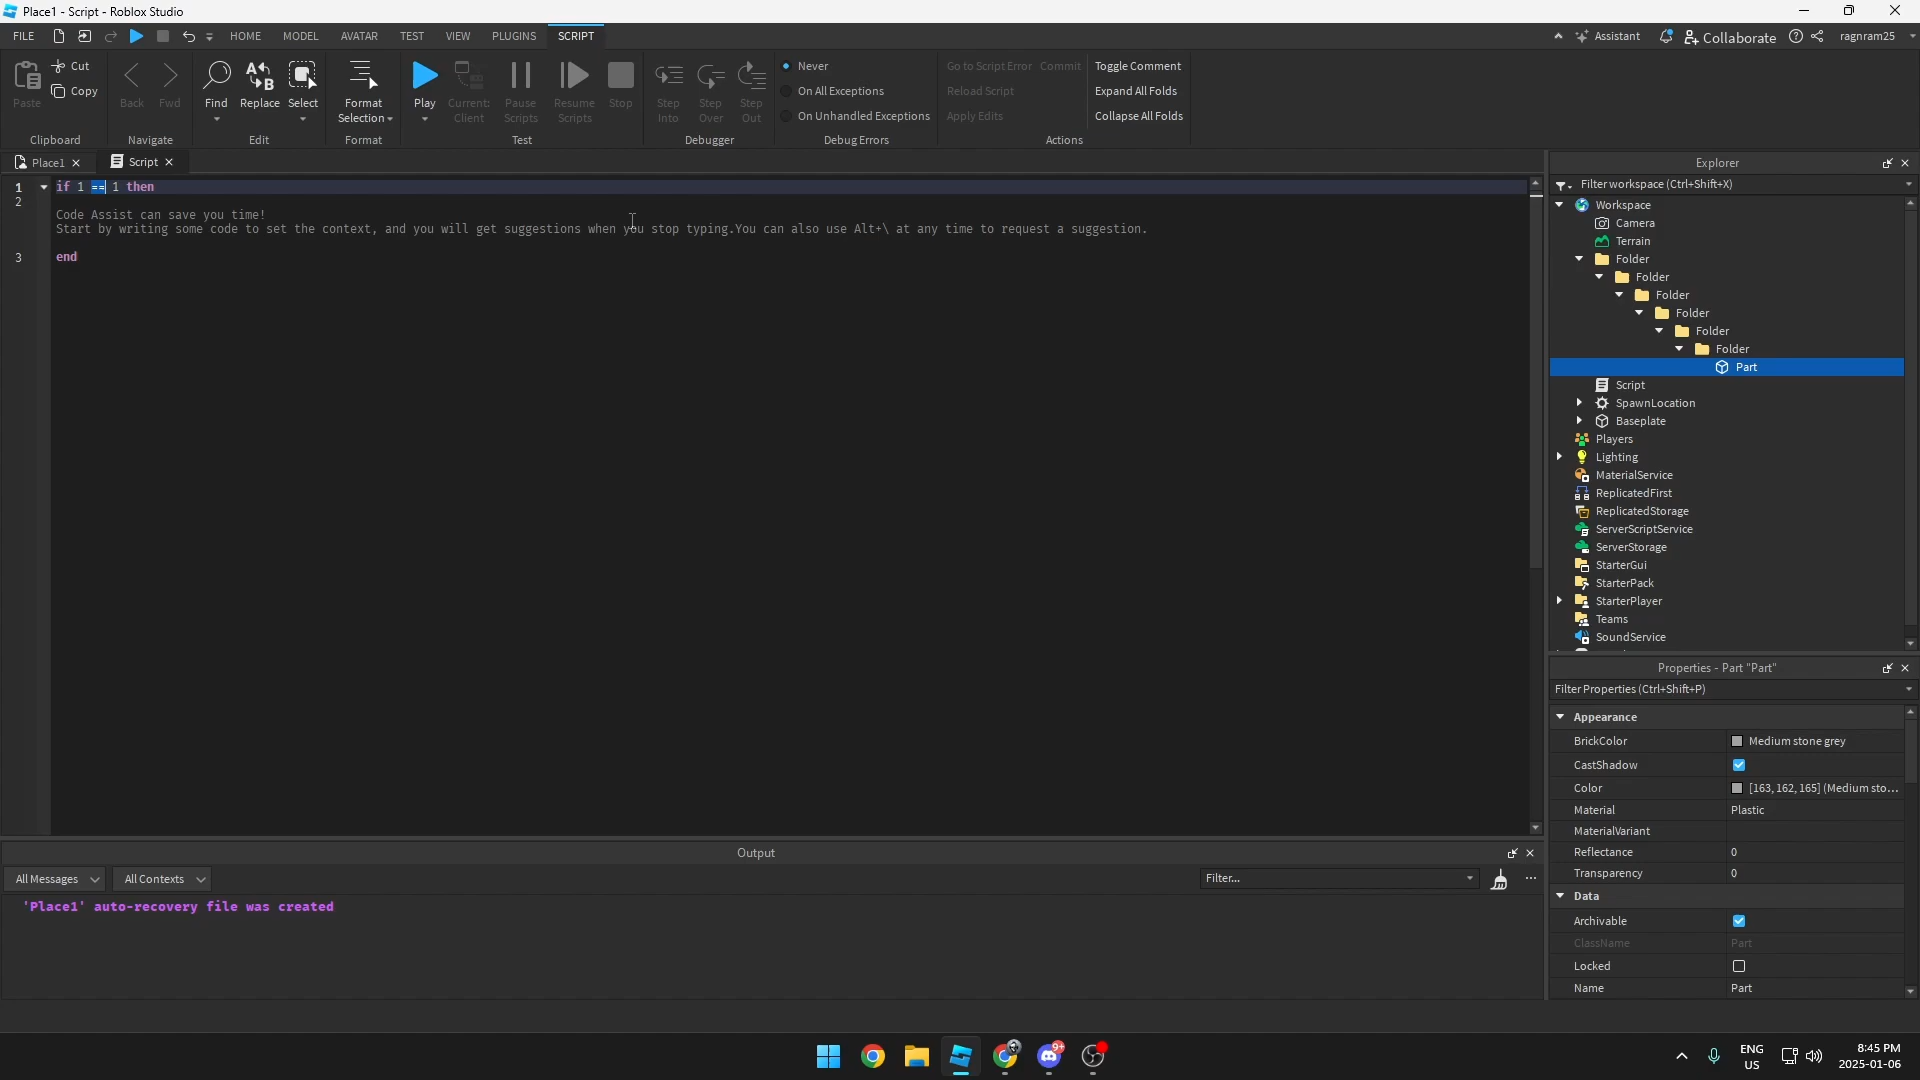 Place1 - Script - Roblox Studio
FILE HOME MODEL AVATAR TEST VIEW PLUGINS SCRIPT Assistant Collaborate ragnram25
Paste Cut Copy Clipboard
Back Fwd Navigate
Find Replace Select Edit
Format Selection Format
Play Current: Client Pause Scripts Resume Scripts Stop Test
Step Into Step Over Step Out Debugger
Never
On All Exceptions
On Unhandled Exceptions
Debug Errors
Go to Script Error Commit
Reload Script
Apply Edits
Toggle Comment
Expand All Folds
Collapse All Folds
Actions
Place1 Script
1 if 1 == 1 then
2
Code Assist can save you time!
Start by writing some code to set the context, and you will get suggestions when you stop typing.You can also use Alt+\ at any time to request a suggestion.
3 end
Explorer
Filter workspace (Ctrl+Shift+X)
Workspace
Camera
Terrain
Folder
Folder
Folder
Folder
Folder
Folder
Part
Script
SpawnLocation
Baseplate
Players
Lighting
MaterialService
ReplicatedFirst
ReplicatedStorage
ServerScriptService
ServerStorage
StarterGui
StarterPack
StarterPlayer
Teams
SoundService
Properties - Part "Part"
Filter Properties (Ctrl+Shift+P)
Appearance
BrickColor Medium stone grey
CastShadow
Color [163, 162, 165] (Medium sto...
Material Plastic
MaterialVariant
Reflectance 0
Transparency 0
Data
Archivable
ClassName Part
Locked
Name Part
Output
All Messages All Contexts Filter... ...
'Place1' auto-recovery file was created
9+
ENG
US
8:45 PM
2025-01-06